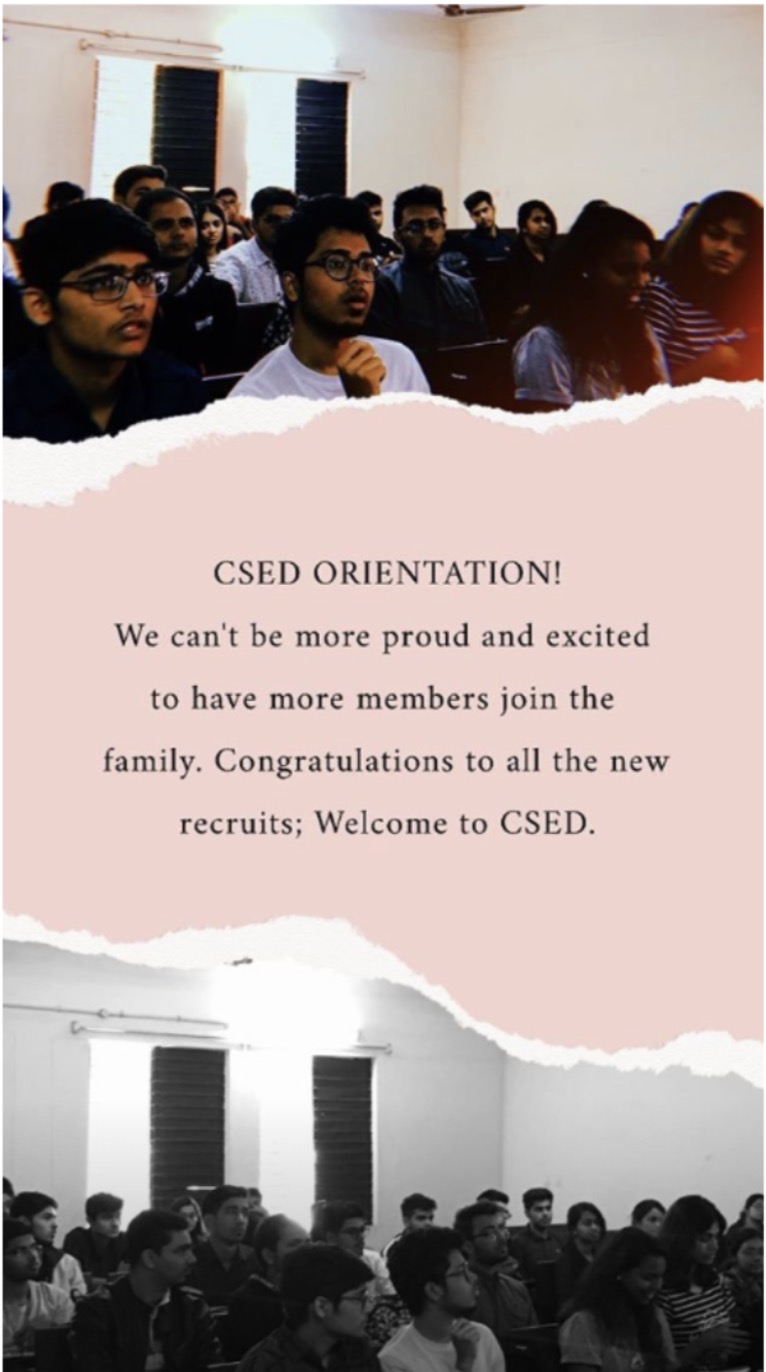 CSED ORIENTATION!
We can't be more proud and excited
to have more members join the
family. Congratulations to all the new
recruits; Welcome to CSED.